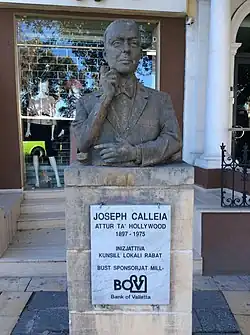 JOSEPH CALLEIA
ATTUR TA' HOLLYWOOD
1897 - 1975
INIZJATTIVA
KUNSILL LOKALI RABAT
BUST SPONSORJAT MILL-
BOV
Bank of Valletta